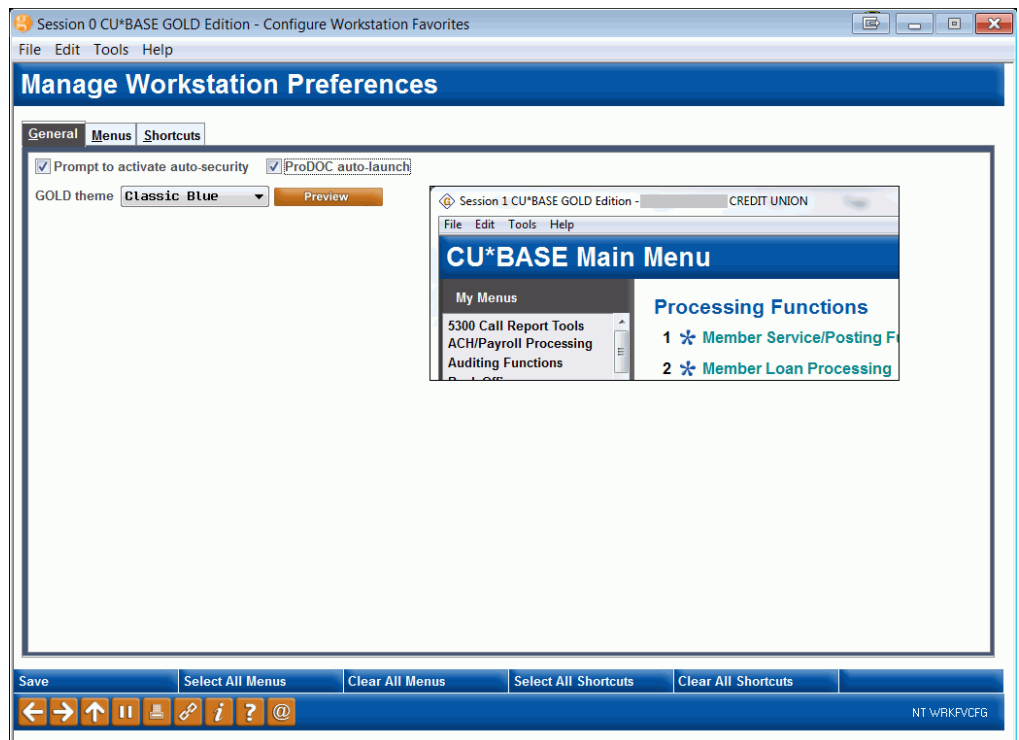 Session 0 CU*BASE GOLD Edition - Configure Workstation Favorites
File Edit Tools Help
Manage Workstation Preferences
General Menus Shortcuts
Prompt to activate auto-security ProDOC auto-launch
GOLD theme Classic Blue Preview
Session 1 CU*BASE GOLD Edition - CREDIT UNION
File Edit Tools Help
CU*BASE Main Menu
My Menus
5300 Call Report Tools
ACH/Payroll Processing
Auditing Functions
Processing Functions
1 Member Service/Posting
2 Member Loan Processing
Save Select All Menus Clear All Menus Select All Shortcuts Clear All Shortcuts
i ? @
NT WRKFVCFG